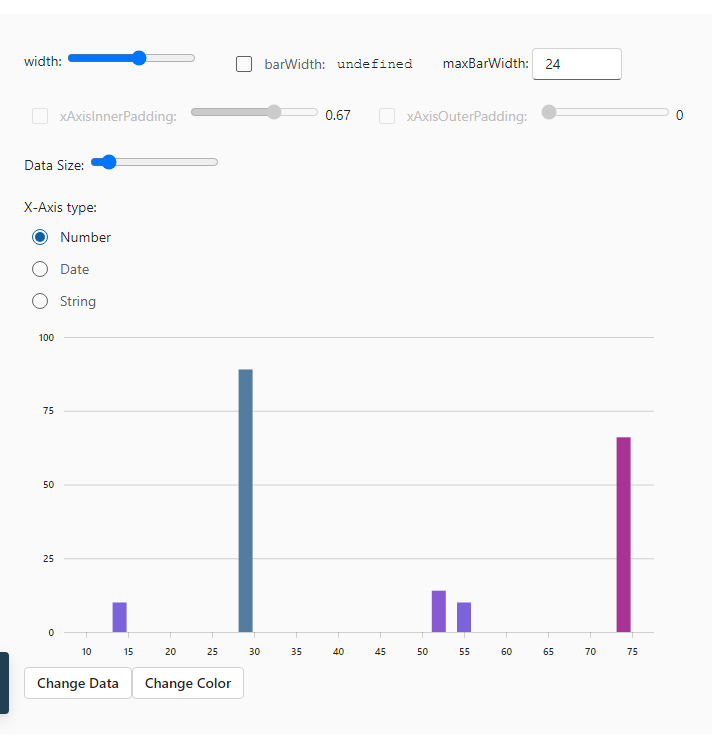 width: barWidth: undefined maxBarWidth: 24
xAxisInnerPadding: 0.67 xAxisOuterPadding: 0
Data Size:
X-Axis type:
Number
Date
String
100
75
50
25
0
10 15 20 25 30 35 40 45 50 55 60 65 70 75
Change Data Change Color